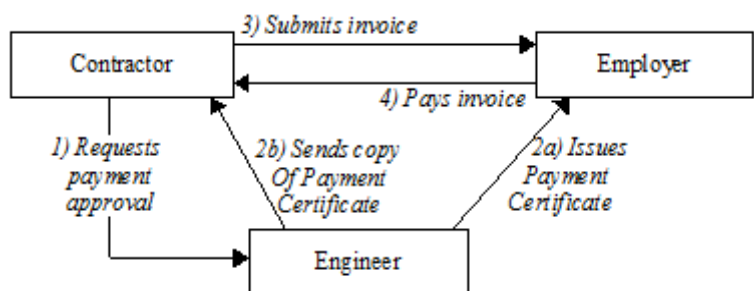 3) Submits invoice
Contractor
Employer
4) Pays invoice
1) Requests
payment
approval
2b) Sends copy
Of Payment
Certificate
2a) Issues
Payment
Certificate
Engineer